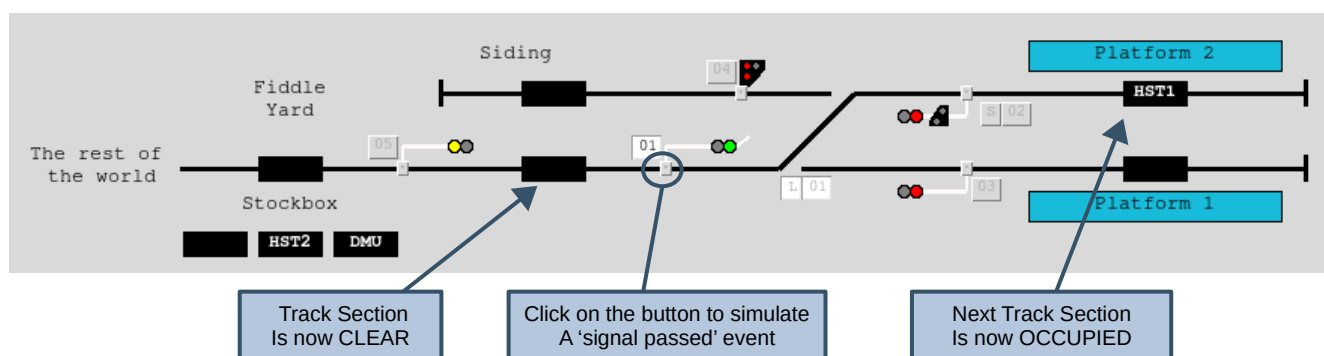 Siding
Platform 2
04
Fiddle
Yard
HST1
S 02
05
01
The rest of
the world
L 01
03
Stockbox
Platform 1
HST2
DMU
Track Section
Is now CLEAR
Click on the button to simulate
A ‘signal passed’ event
Next Track Section
Is now OCCUPIED